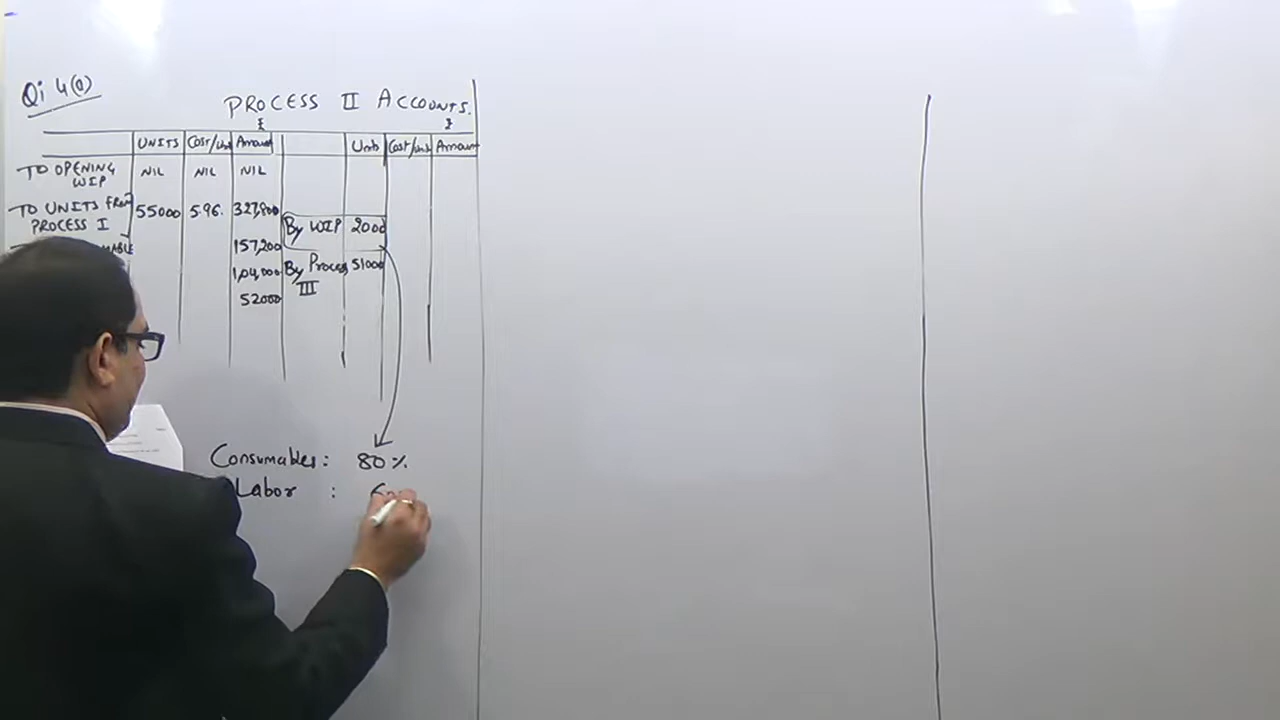 Qi 4(a)
PROCESS II ACCOUNTS.
£ £
UNITS Cost/Unit Amount Units Cost/Unit Amount
TO OPENING WIP NIL NIL NIL
TO UNITS From PROCESS I 55000 5.96 327,800
By WIP 2000
157,200
1,04,000 By Process III 51000
52000
Consumables : 80%
Labor :